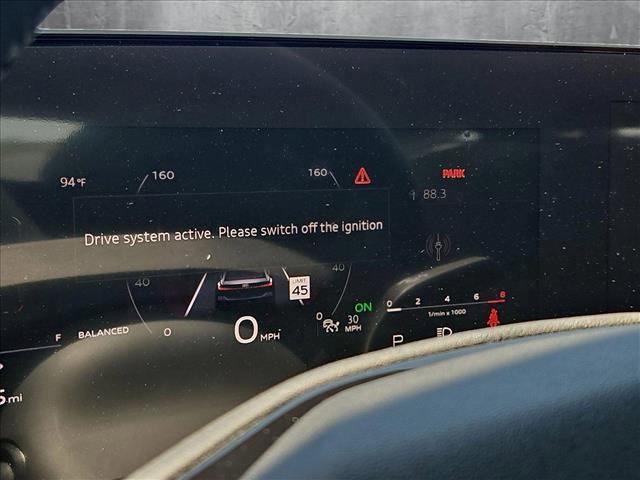 94°F 160 160 PARK
88.3
Drive system active. Please switch off the ignition
40 LIMIT 45 40
ON 0 2 4 6 8
F BALANCED 0 0 MPH 0 30 MPH 1/min x 1000
P
mi